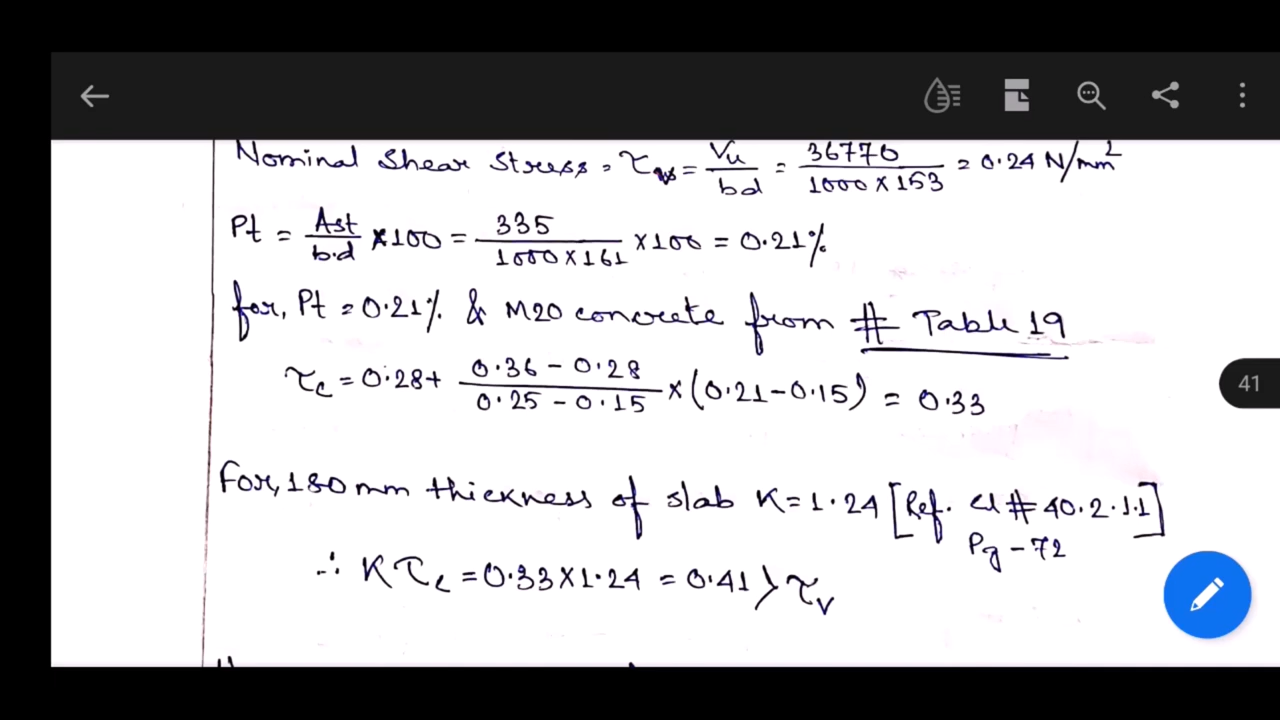 Nominal Shear Stress = τv = Vu/bd = 36770/1000×153 = 0.24 N/mm²
Pt = Ast/b.d ×100 = 335/1000×161 ×100 = 0.21%
for, Pt = 0.21% & M20 concrete from # Table 19
τc = 0.28+ 0.36-0.28/0.25-0.15 ×(0.21-0.15) = 0.33
41
For, 180mm thickness of slab K=1.24 [Ref. Cl # 40.2.1.1]
Pg-72
∴ Kτc = 0.33×1.24 = 0.41 > τv